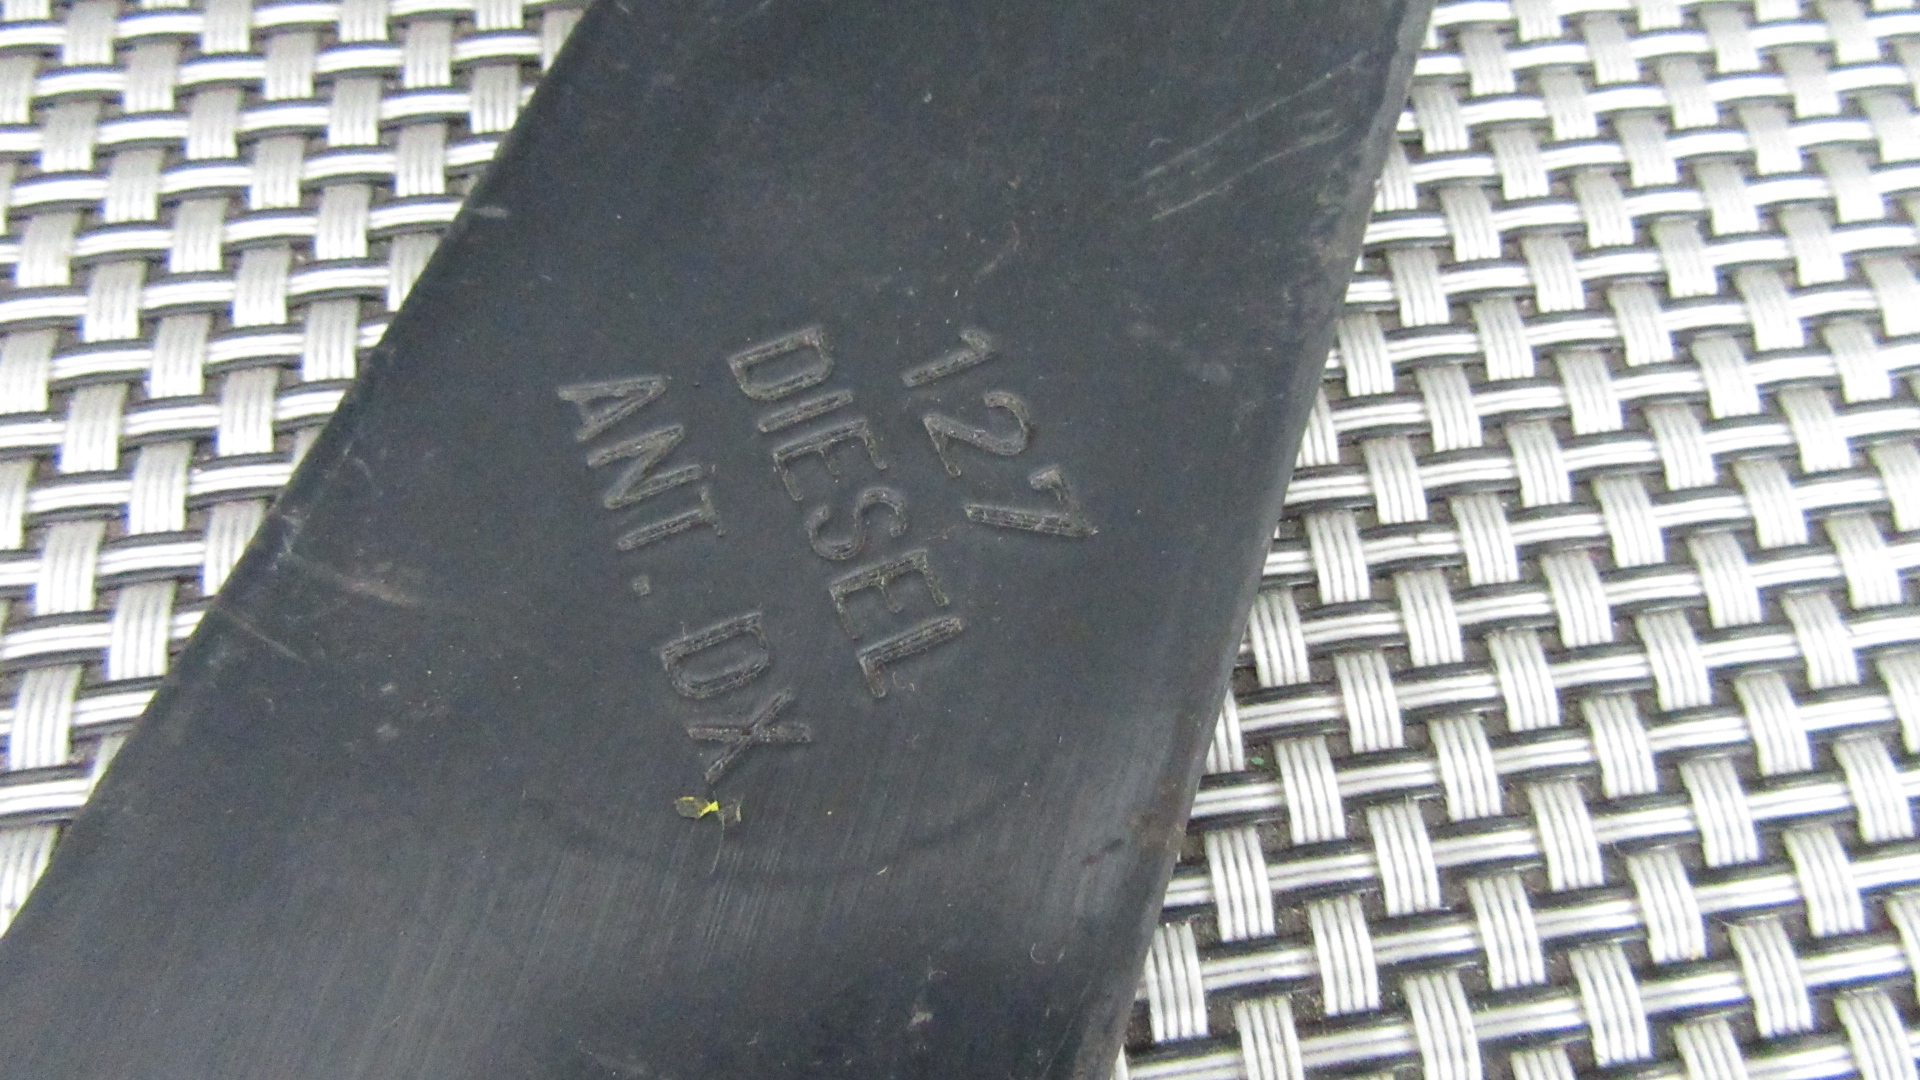 127
DIESEL
ANT. DX